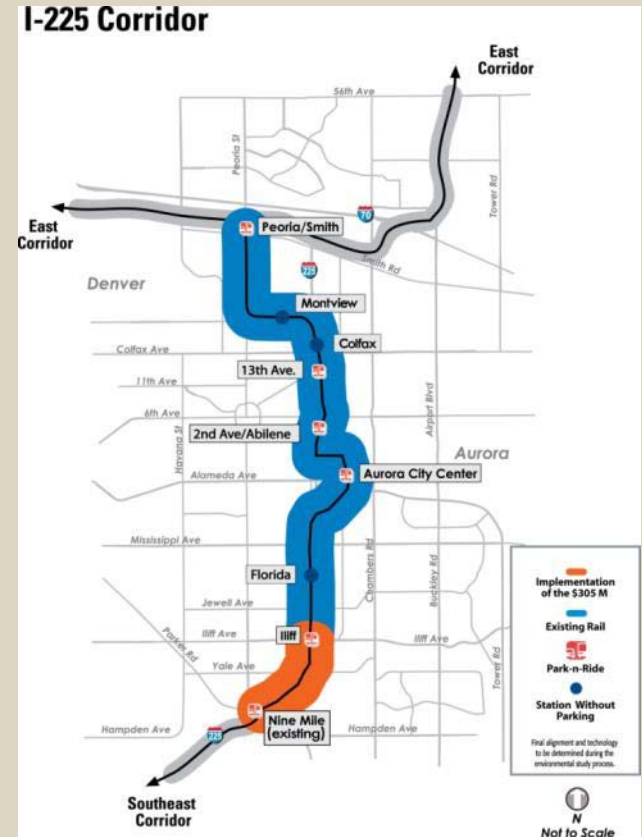 I-225 Corridor
East
Corridor
56th Ave
Peoria St
70
Tower Rd
East
Corridor
Peoria/Smith
Smith Rd
225
Denver
Montview
Colfax
Colfax Ave
13th Ave.
11th Ave
Airport Blvd
6th Ave
2nd Ave/Abilene
Havana St
Aurora
Alameda Ave
Aurora City Center
Mississippi Ave
Chambers Rd
Buckley Rd
Florida
Jewell Ave
Parker Rd
Iliff Ave
Iliff
Iliff Ave
Tower Rd
Yale Ave
Nine Mile
(existing)
Hampden Ave
225
Hampden Ave
Southeast
Corridor
Implementation
of the $305 M
Existing Rail
Park-n-Ride
Station Without
Parking
Final alignment and technology
to be determined during the
environmental study process.
N
Not to Scale